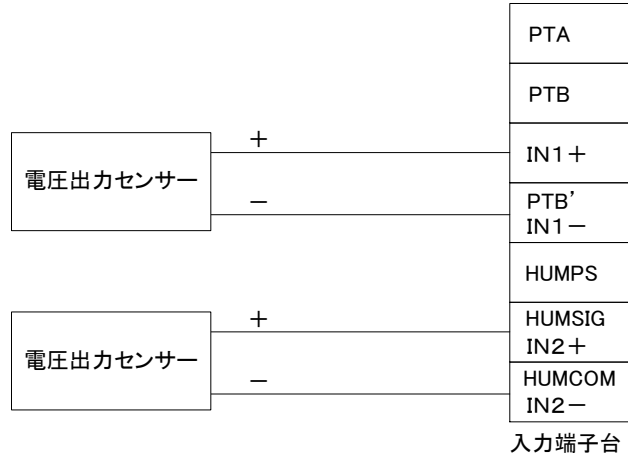 PTA
PTB
+
電圧出力センサー
IN1+
−
PTB'
IN1−
HUMPS
+
電圧出力センサー
HUMSIG
IN2+
−
HUMCOM
IN2−
入力端子台